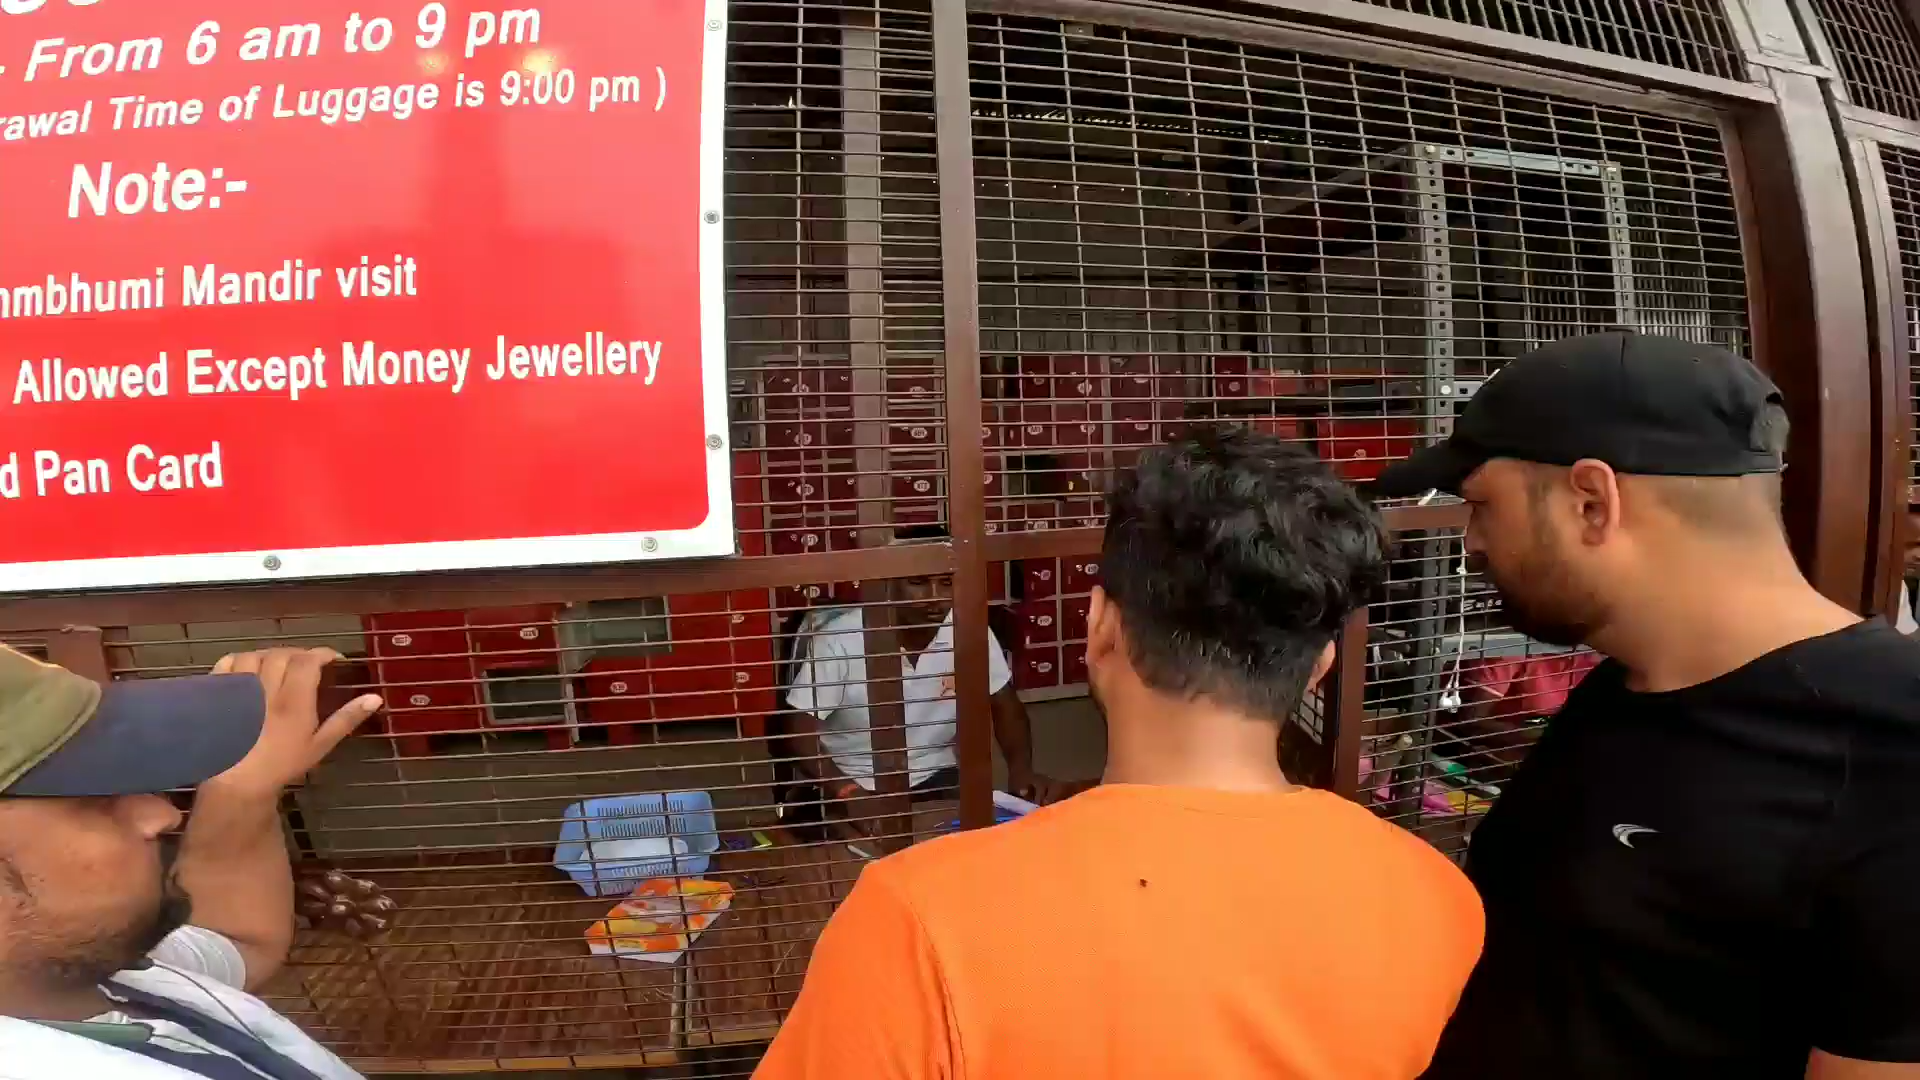 - From 6 am to 9 pm
rawal Time of Luggage is 9:00 pm )
Note:-
nmbhumi Mandir visit
Allowed Except Money Jewellery
d Pan Card